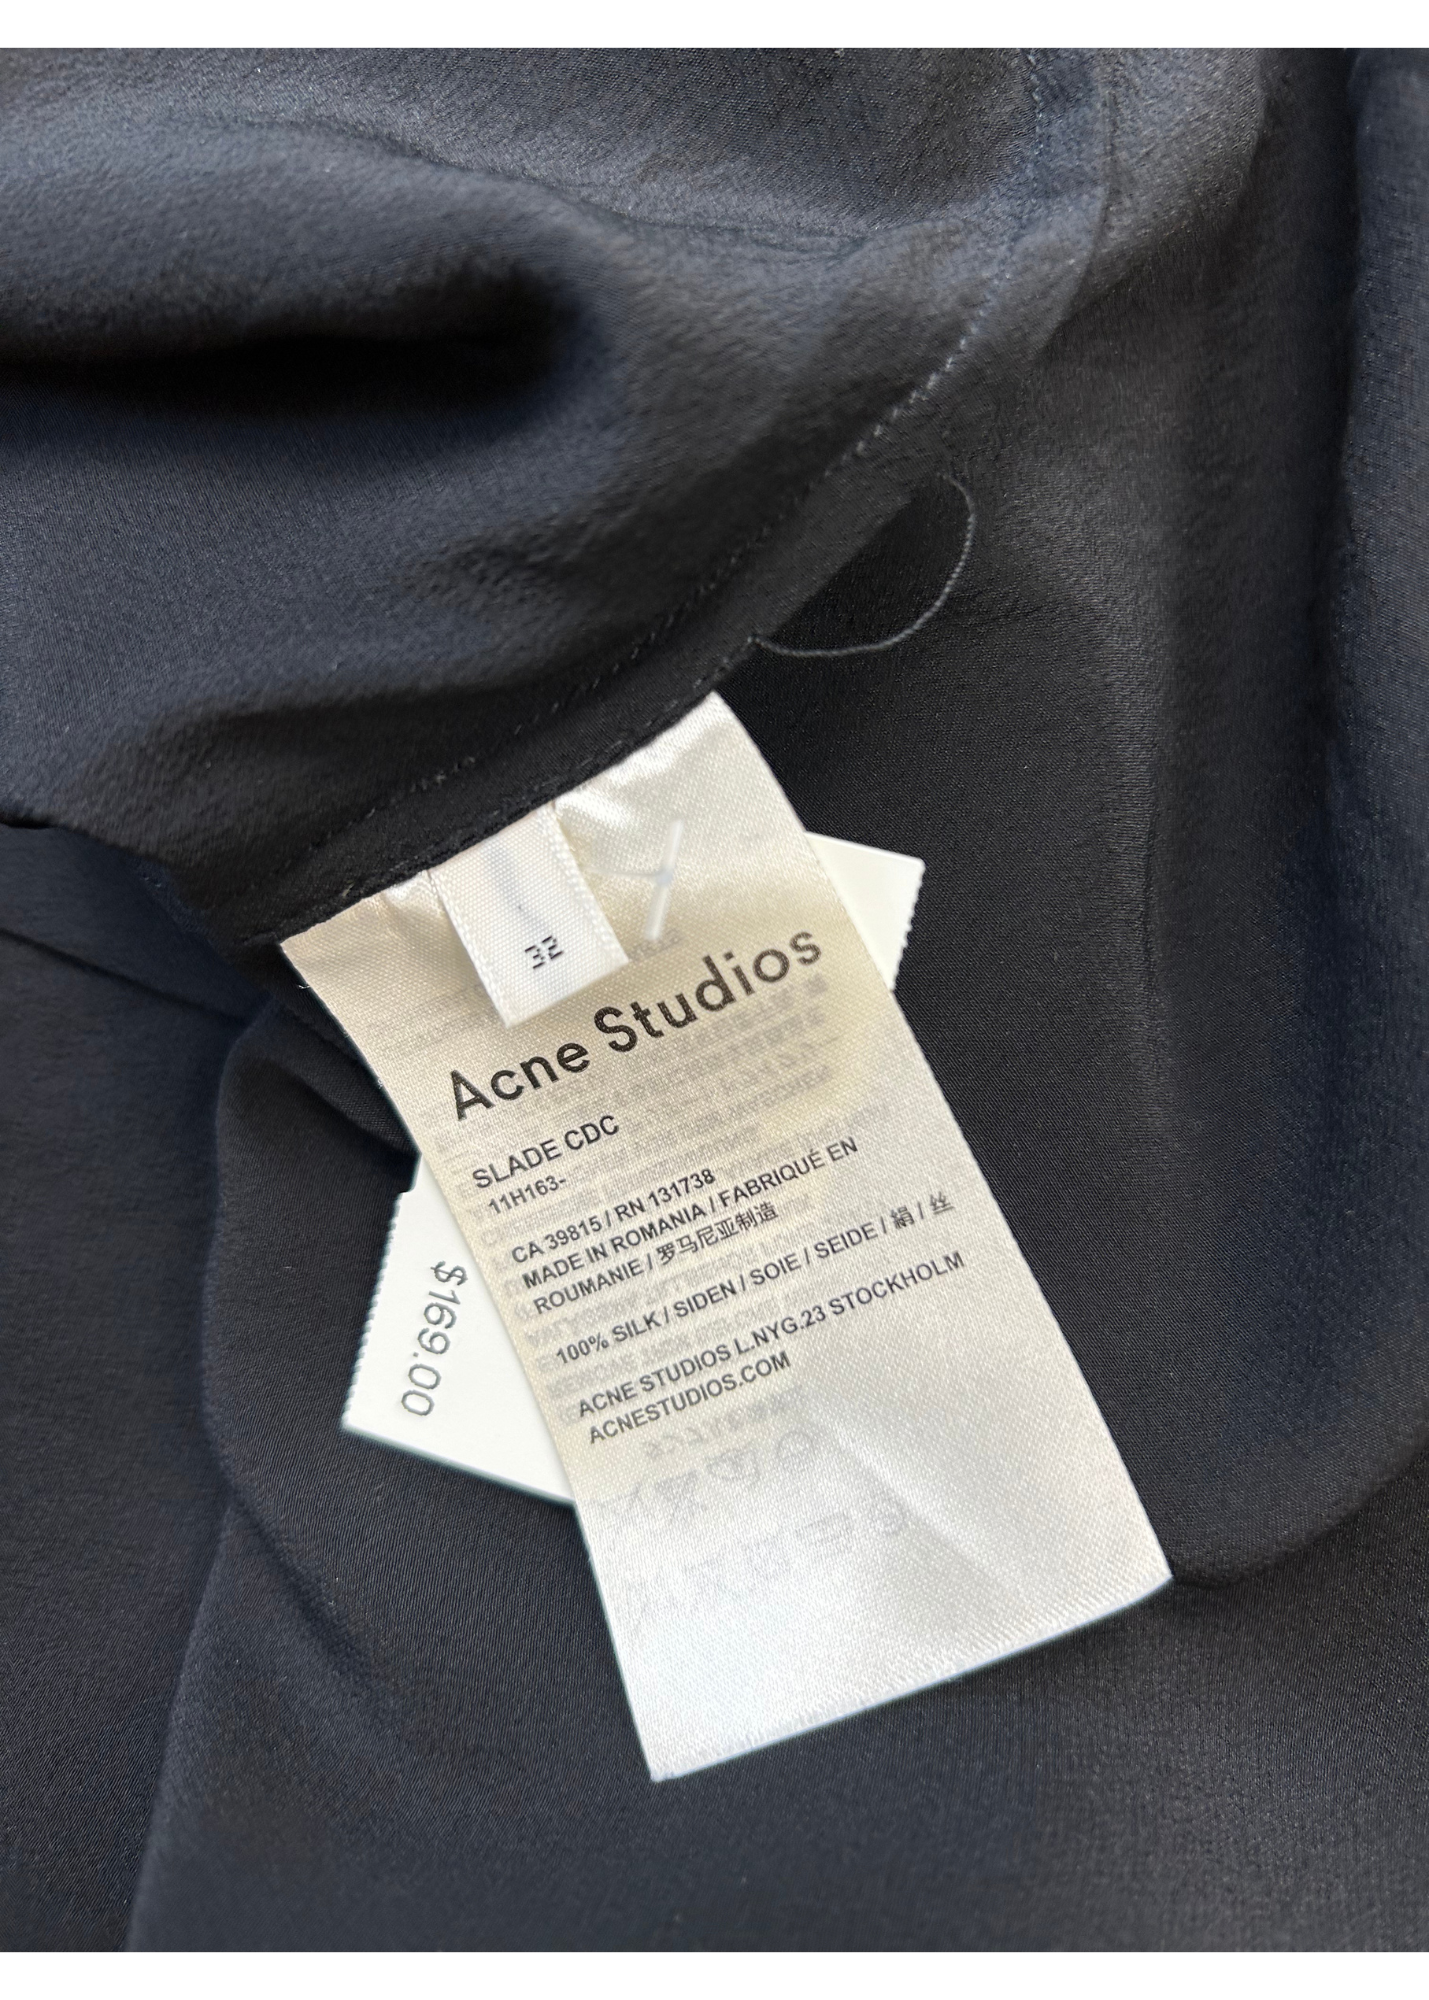 32
Acne Studios
SLADE CDC
11H163-
CA 39815 / RN 131738
MADE IN ROMANIA / FABRIQUÉ EN
ROUMANIE / 罗马尼亚制造
100% SILK / SIDEN / SOIE / SEIDE / 絹 / 丝
ACNE STUDIOS L.NYG.23 STOCKHOLM
ACNESTUDIOS.COM
$169.00